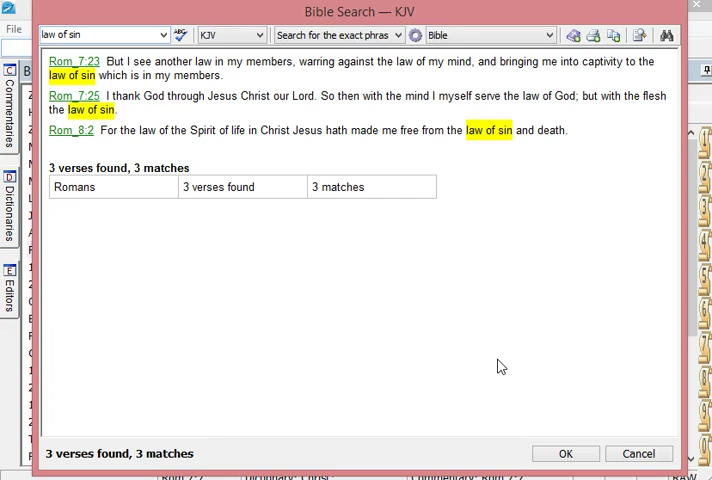 Bible Search — KJV
File
law of sin
KJV
Search for the exact phras
Bible
Rom_7:23 But I see another law in my members, warring against the law of my mind, and bringing me into captivity to the
law of sin which is in my members.
Rom_7:25 I thank God through Jesus Christ our Lord. So then with the mind I myself serve the law of God; but with the flesh
the law of sin.
Rom_8:2 For the law of the Spirit of life in Christ Jesus hath made me free from the law of sin and death.
3 verses found, 3 matches
Romans 3 verses found 3 matches
C Commentaries
D Dictionaries
E Editors
3 verses found, 3 matches
OK Cancel